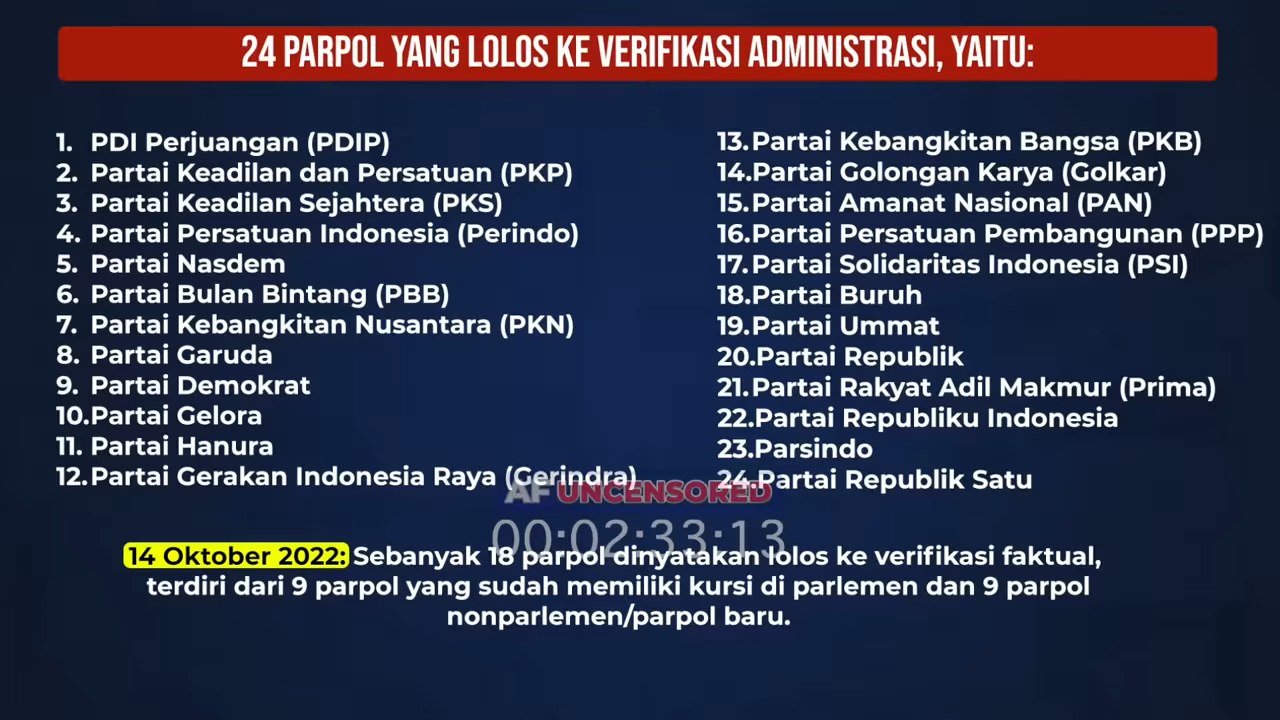 24 PARPOL YANG LOLOS KE VERIFIKASI ADMINISTRASI, YAITU:
1. PDI Perjuangan (PDIP)
2. Partai Keadilan dan Persatuan (PKP)
3. Partai Keadilan Sejahtera (PKS)
4. Partai Persatuan Indonesia (Perindo)
5. Partai Nasdem
6. Partai Bulan Bintang (PBB)
7. Partai Kebangkitan Nusantara (PKN)
8. Partai Garuda
9. Partai Demokrat
10. Partai Gelora
11. Partai Hanura
12. Partai Gerakan Indonesia Raya (Gerindra)
13. Partai Kebangkitan Bangsa (PKB)
14. Partai Golongan Karya (Golkar)
15. Partai Amanat Nasional (PAN)
16. Partai Persatuan Pembangunan (PPP)
17. Partai Solidaritas Indonesia (PSI)
18. Partai Buruh
19. Partai Ummat
20. Partai Republik
21. Partai Rakyat Adil Makmur (Prima)
22. Partai Republiku Indonesia
23. Parsindo
24. Partai Republik Satu
AF UNCENSORED
00:02:33:13
14 Oktober 2022: Sebanyak 18 parpol dinyatakan lolos ke verifikasi faktual,
terdiri dari 9 parpol yang sudah memiliki kursi di parlemen dan 9 parpol
nonparlemen/parpol baru.